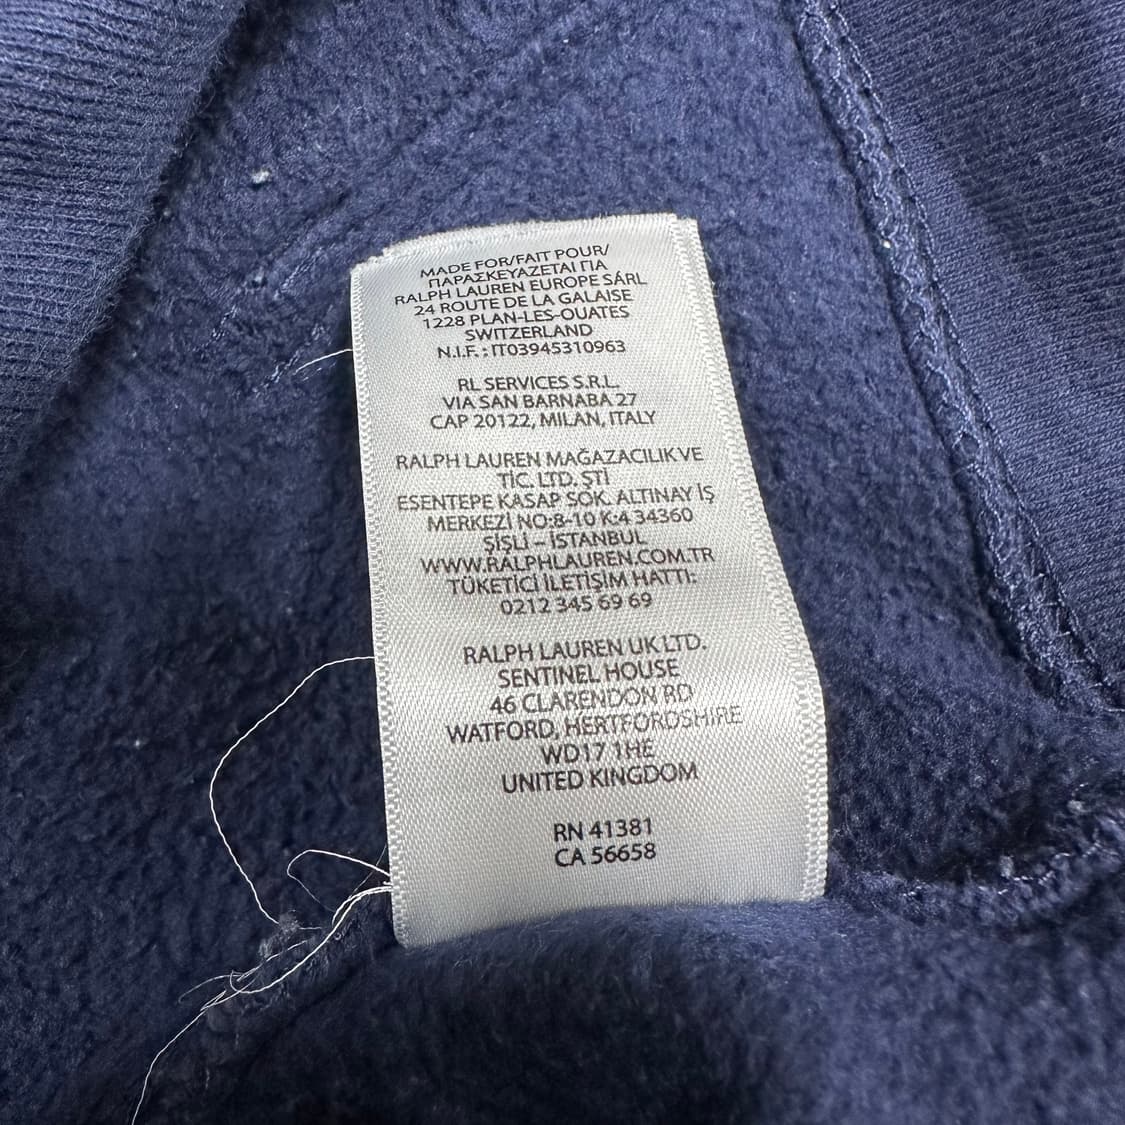 MADE FOR/FAIT POUR/
ΠΑΡΑΣΚΕΥΑΖΕΤΑΙ ΓΙΑ
RALPH LAUREN EUROPE SÁRL
24 ROUTE DE LA GALAISE
1228 PLAN-LES-OUATES
SWITZERLAND
N.I.F. : IT03945310963
RL SERVICES S.R.L.
VIA SAN BARNABA 27
CAP 20122, MILAN, ITALY
RALPH LAUREN MAĞAZACILIK VE
TİC. LTD. ŞTİ
ESENTEPE KASAP SOK. ALTINAY İŞ
MERKEZİ NO:8-10 K:4 34360
ŞİŞLİ – İSTANBUL
WWW.RALPHLAUREN.COM.TR
TÜKETİCİ İLETİŞİM HATTI:
0212 345 69 69
RALPH LAUREN UK LTD.
SENTINEL HOUSE
46 CLARENDON RD
WATFORD, HERTFORDSHIRE
WD17 1HE
UNITED KINGDOM
RN 41381
CA 56658